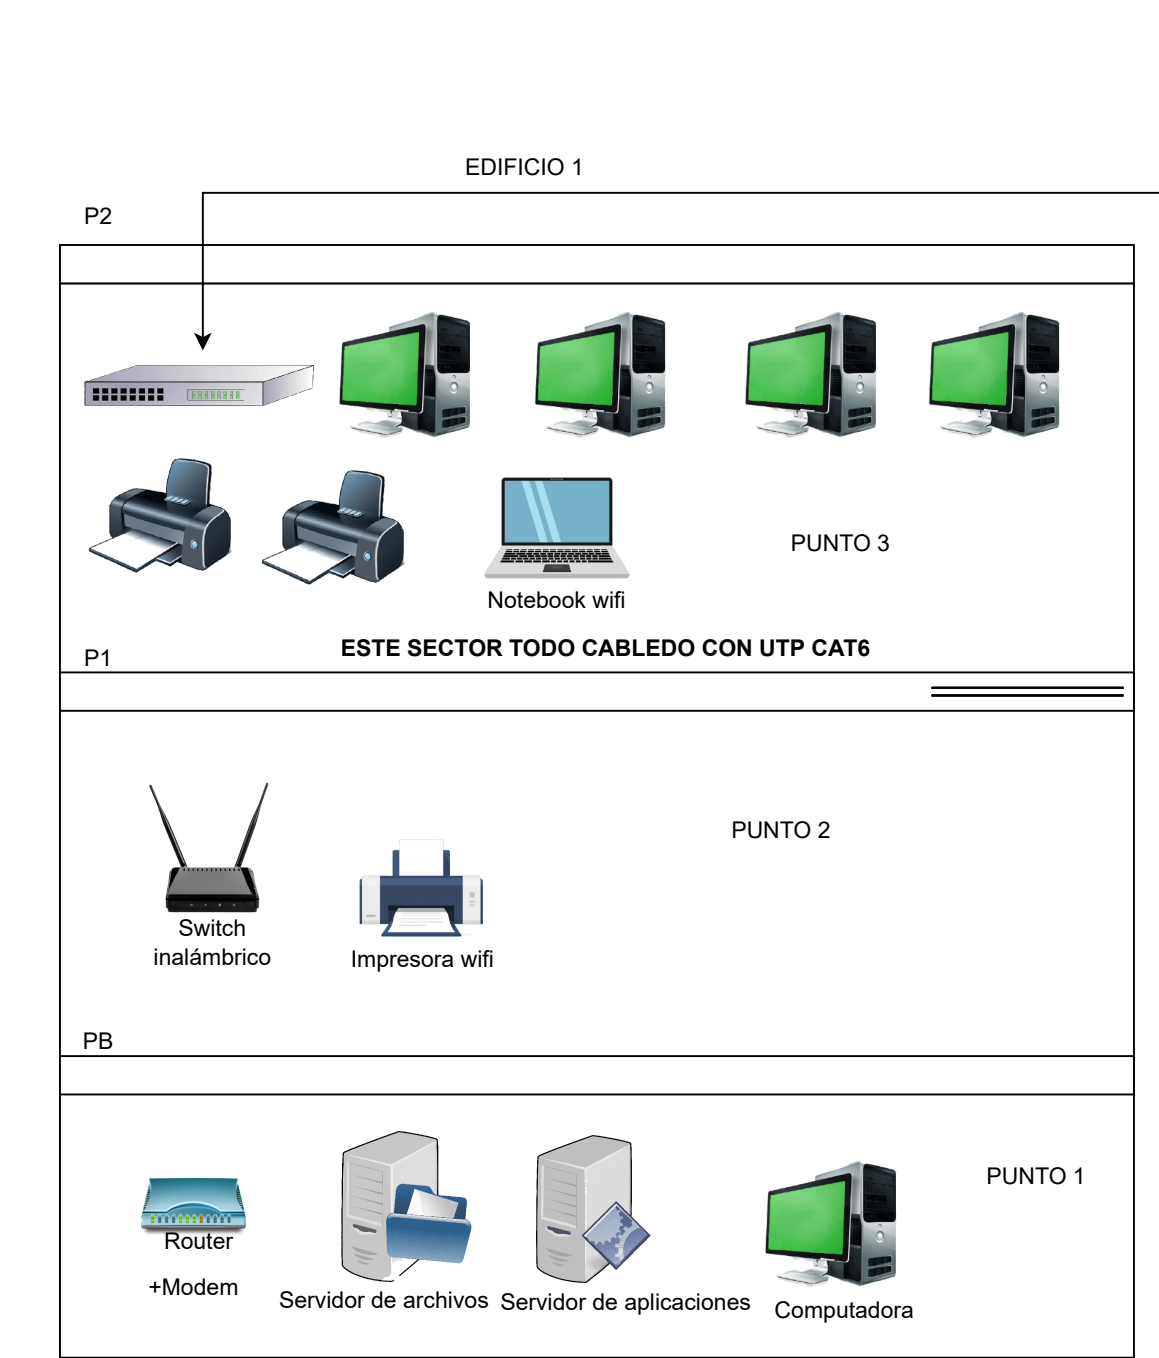 EDIFICIO 1
P2
PUNTO 3
Notebook wifi
ESTE SECTOR TODO CABLEDO CON UTP CAT6
P1
PUNTO 2
Switch
inalámbrico
Impresora wifi
PB
PUNTO 1
Router
+Modem
Servidor de archivos
Servidor de aplicaciones
Computadora